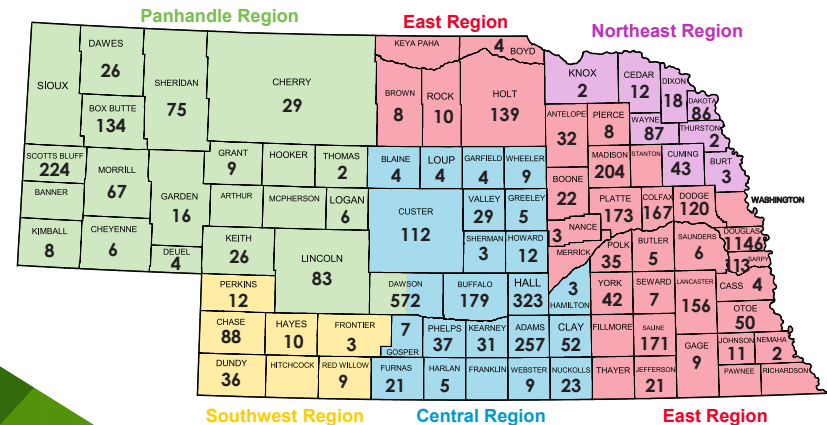 Panhandle Region
East Region
Northeast Region
SIOUX
DAWES
26
BOX BUTTE
134
SHERIDAN
75
CHERRY
29
KEYA PAHA
4 BOYD
BROWN
8
ROCK
10
HOLT
139
KNOX
2
CEDAR
12
DIXON
18
DAKOTA
86
ANTELOPE
32
PIERCE
8
WAYNE
87
THURSTON
2
SCOTTS BLUFF
224
MORRILL
67
GARDEN
16
GRANT
9
HOOKER
THOMAS
2
BLAINE
4
LOUP
4
GARFIELD
4
WHEELER
9
BOONE
22
MADISON
204
STANTON
CUMING
43
BURT
3
BANNER
ARTHUR
MCPHERSON
LOGAN
6
CUSTER
112
VALLEY
29
GREELEY
5
PLATTE
173
COLFAX
167
DODGE
120
WASHINGTON
KIMBALL
8
CHEYENNE
6
DEUEL
4
KEITH
26
LINCOLN
83
SHERMAN
3
HOWARD
12
3 NANCE
MERRICK
POLK
35
BUTLER
5
SAUNDERS
6
DOUGLAS
1146
113 SARPY
PERKINS
12
DAWSON
572
BUFFALO
179
HALL
323
3
HAMILTON
YORK
42
SEWARD
7
LANCASTER
156
CASS 4
OTOE
50
CHASE
88
HAYES
10
FRONTIER
3
7
GOSPER
PHELPS
37
KEARNEY
31
ADAMS
257
CLAY
52
FILLMORE
SALINE
171
GAGE
9
JOHNSON
11
NEMAHA
2
DUNDY
36
HITCHCOCK
RED WILLOW
9
FURNAS
21
HARLAN
5
FRANKLIN
WEBSTER
9
NUCKOLLS
23
THAYER
JEFFERSON
21
PAWNEE
RICHARDSON
Southwest Region
Central Region
East Region